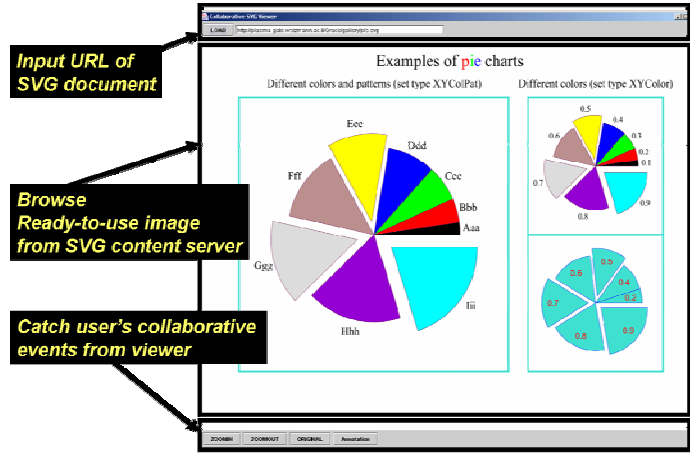 Collaborative SVG Viewer
LOAD
Input URL of
SVG document
Examples of pie charts
Different colors and patterns (set type XYColPat)
Different colors (set type XYColor)
Eee
Ddd
Fff
Ccc
Bbb
Aaa
Ggg
Hhh
Iii
0.5
0.4
0.6
0.3
0.2
0.1
0.7
0.9
0.8
Browse
Ready-to-use image
from SVG content server
0.5
0.6
0.4
0.2
0.7
0.8
0.9
Catch user's collaborative
events from viewer
ZOOMIN
ZOOMOUT
ORIGINAL
Annotation